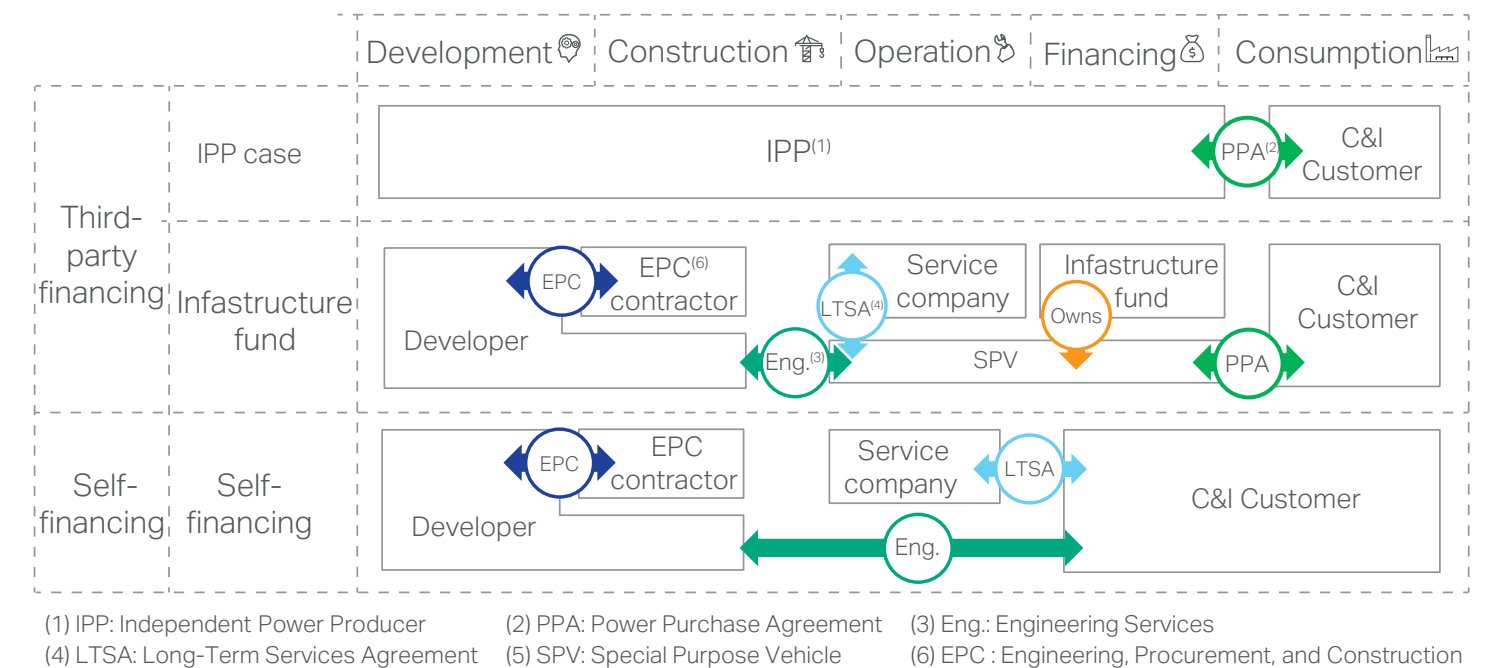 Development
Construction
Operation
Financing
Consumption
Third-
party
financing
IPP case
IPP(1)
PPA(2)
C&I
Customer
Infastructure
fund
Developer
EPC
EPC(6)
contractor
Eng.(3)
LTSA(4)
Service
company
Infastructure
fund
Owns
SPV
PPA
C&I
Customer
Self-
financing
Self-
financing
Developer
EPC
EPC
contractor
Service
company
LTSA
Eng.
C&I Customer
(1) IPP: Independent Power Producer
(2) PPA: Power Purchase Agreement
(3) Eng.: Engineering Services
(4) LTSA: Long-Term Services Agreement
(5) SPV: Special Purpose Vehicle
(6) EPC : Engineering, Procurement, and Construction